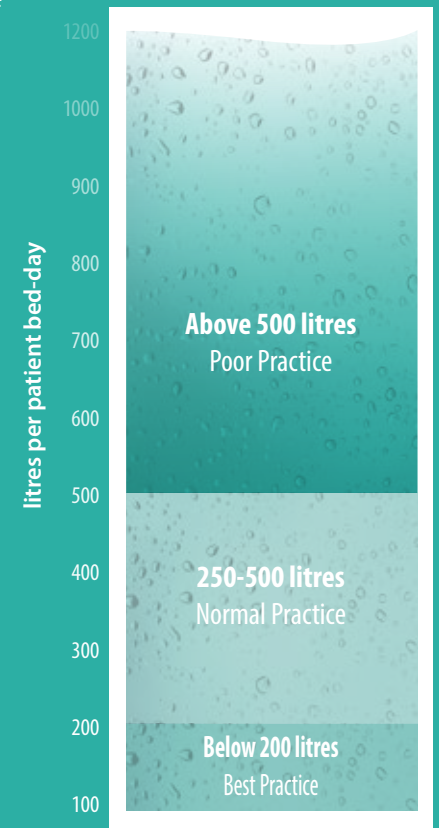 litres per patient bed-day
1200
1000
900
800
700
600
500
400
300
200
100
Above 500 litres
Poor Practice
250-500 litres
Normal Practice
Below 200 litres
Best Practice